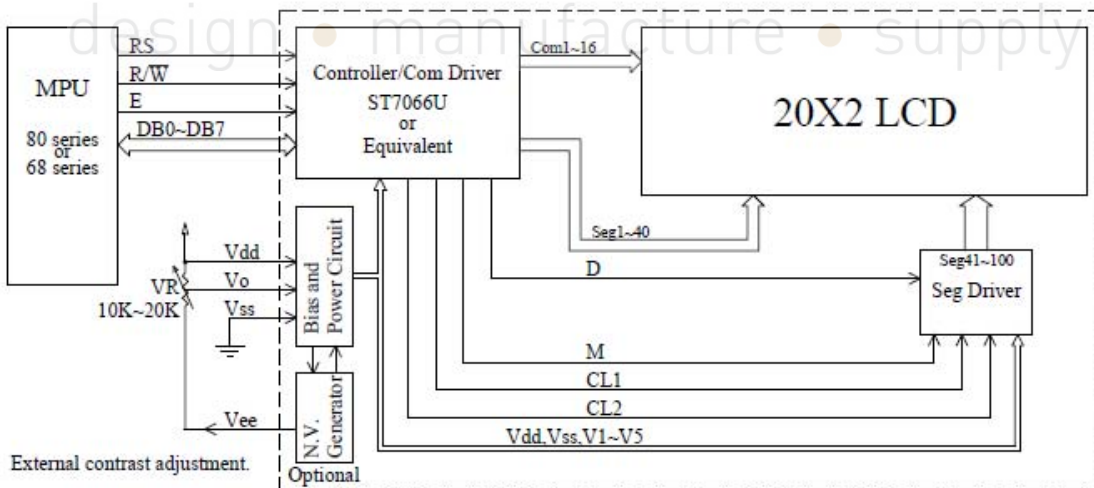 design • manufacture • supply
MPU
80 series
or
68 series
RS
R/W̅
E
DB0~DB7
Controller/Com Driver
ST7066U
or
Equivalent
Com1~16
20X2 LCD
Seg1~40
Seg41~100
Seg Driver
D
M
CL1
CL2
Vdd,Vss,V1~V5
Vdd
Vo
Vss
VR
10K~20K
Bias and
Power Circuit
N.V.
Generator
Vee
Optional
External contrast adjustment.